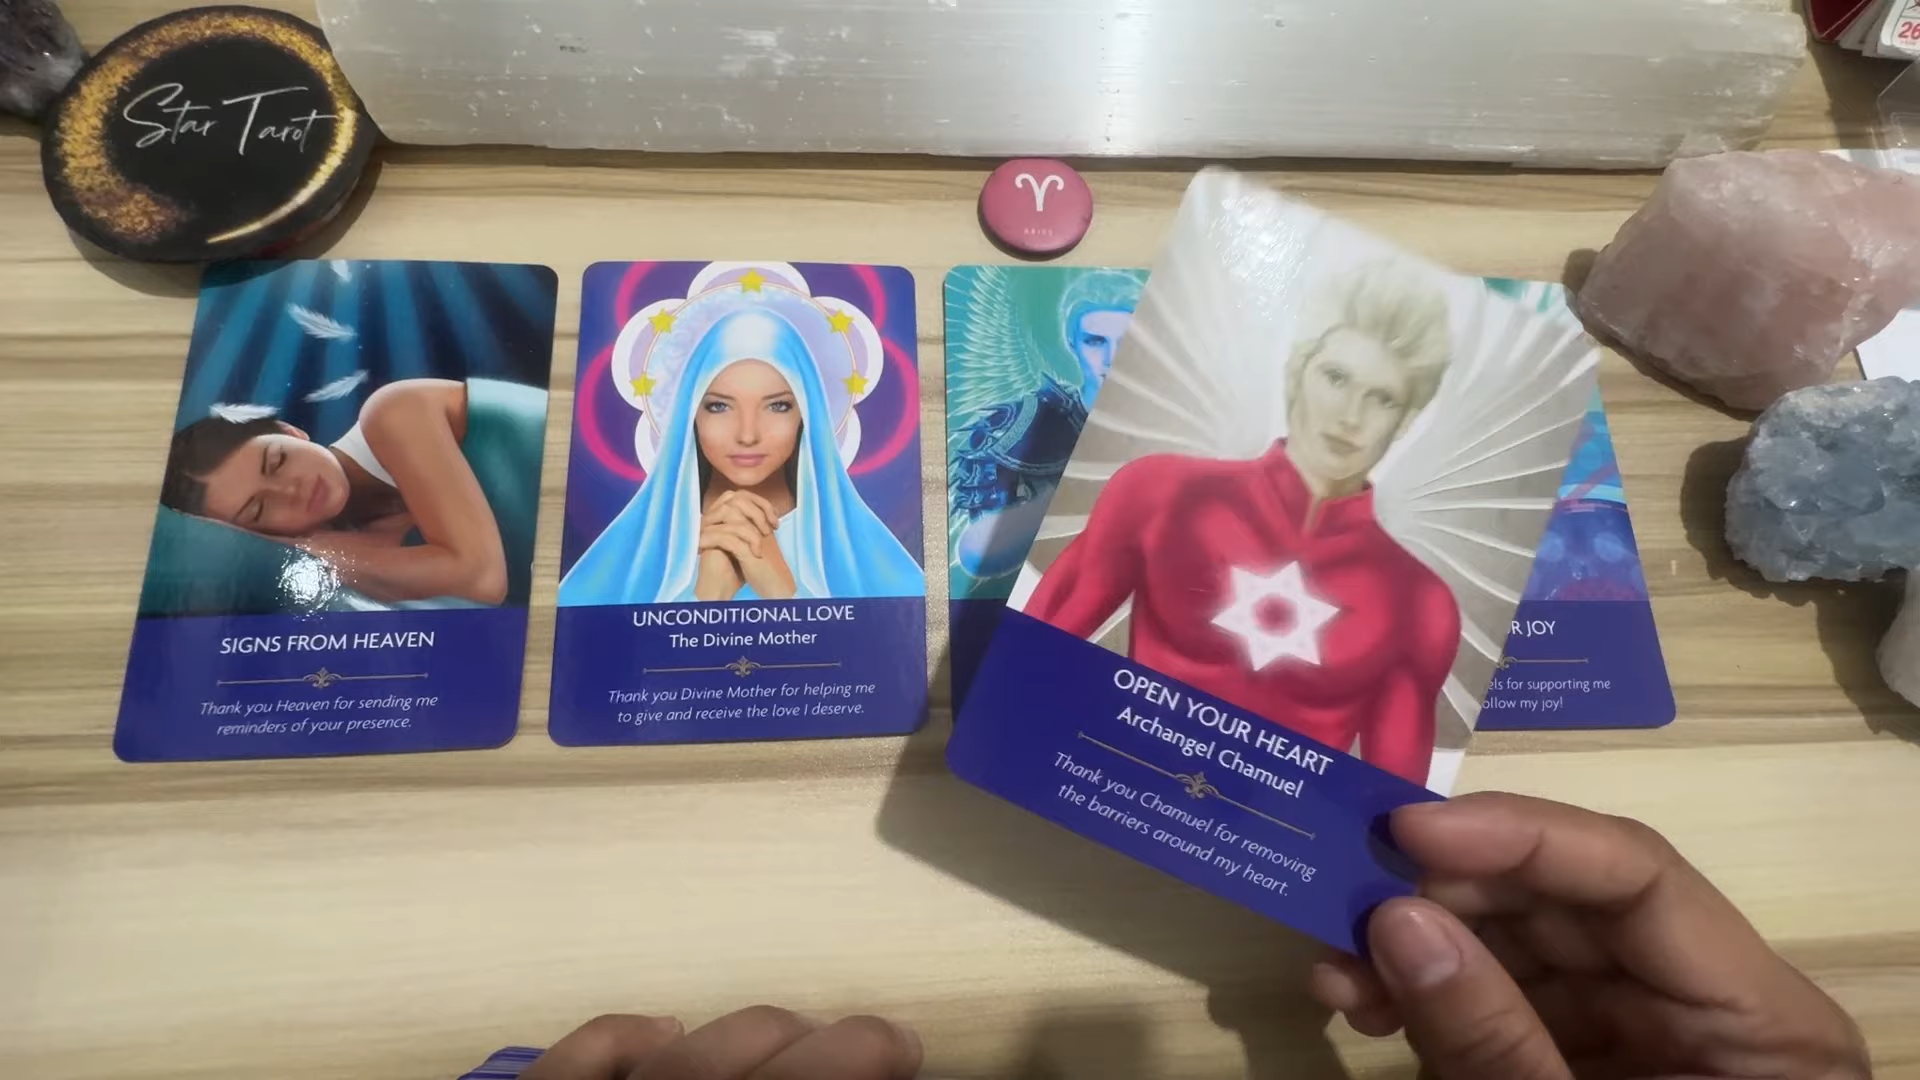 Star Tarot
26
ARIES
SIGNS FROM HEAVEN
Thank you Heaven for sending me
reminders of your presence.
UNCONDITIONAL LOVE
The Divine Mother
Thank you Divine Mother for helping me
to give and receive the love I deserve.
OPEN YOUR HEART
Archangel Chamuel
Thank you Chamuel for removing
the barriers around my heart.
JOY
for supporting me
my joy!